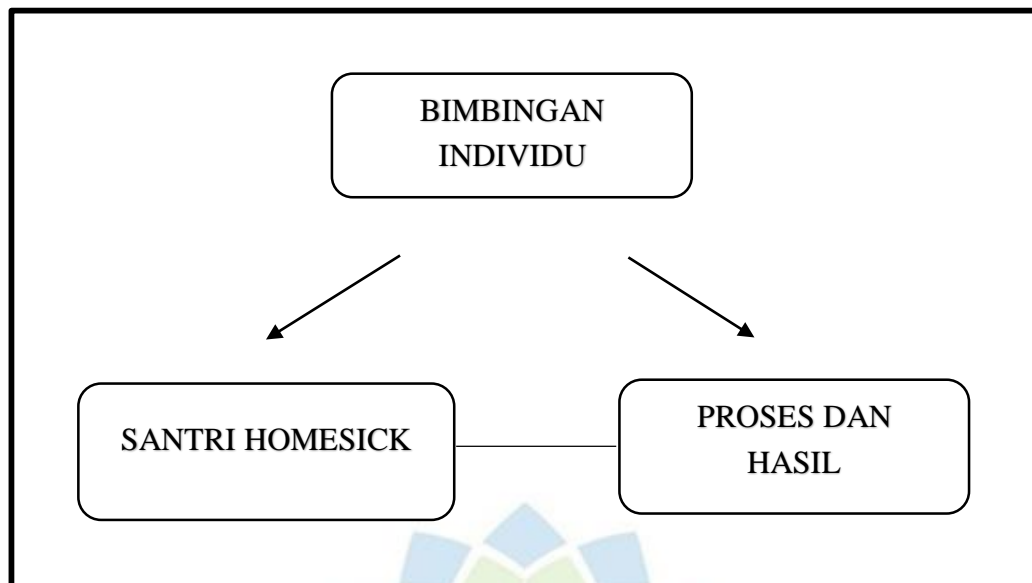 BIMBINGAN
INDIVIDU
SANTRI HOMESICK
PROSES DAN
HASIL